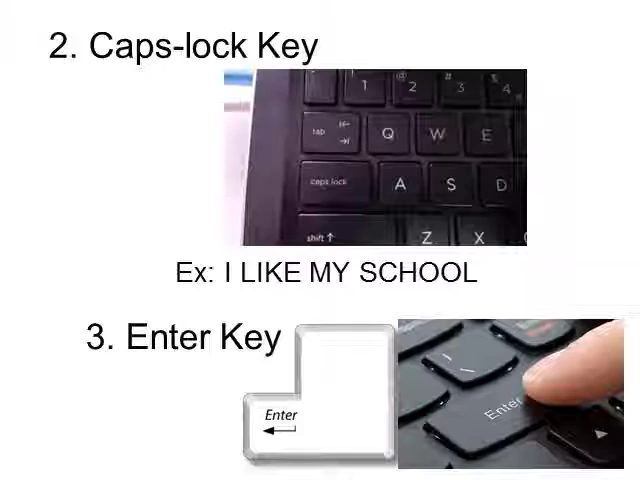 2. Caps-lock Key
! 1 @ 2 # 3 $ 4
tab Q W E
caps lock A S D
shift Z X
Ex: I LIKE MY SCHOOL
3. Enter Key
Enter
Enter